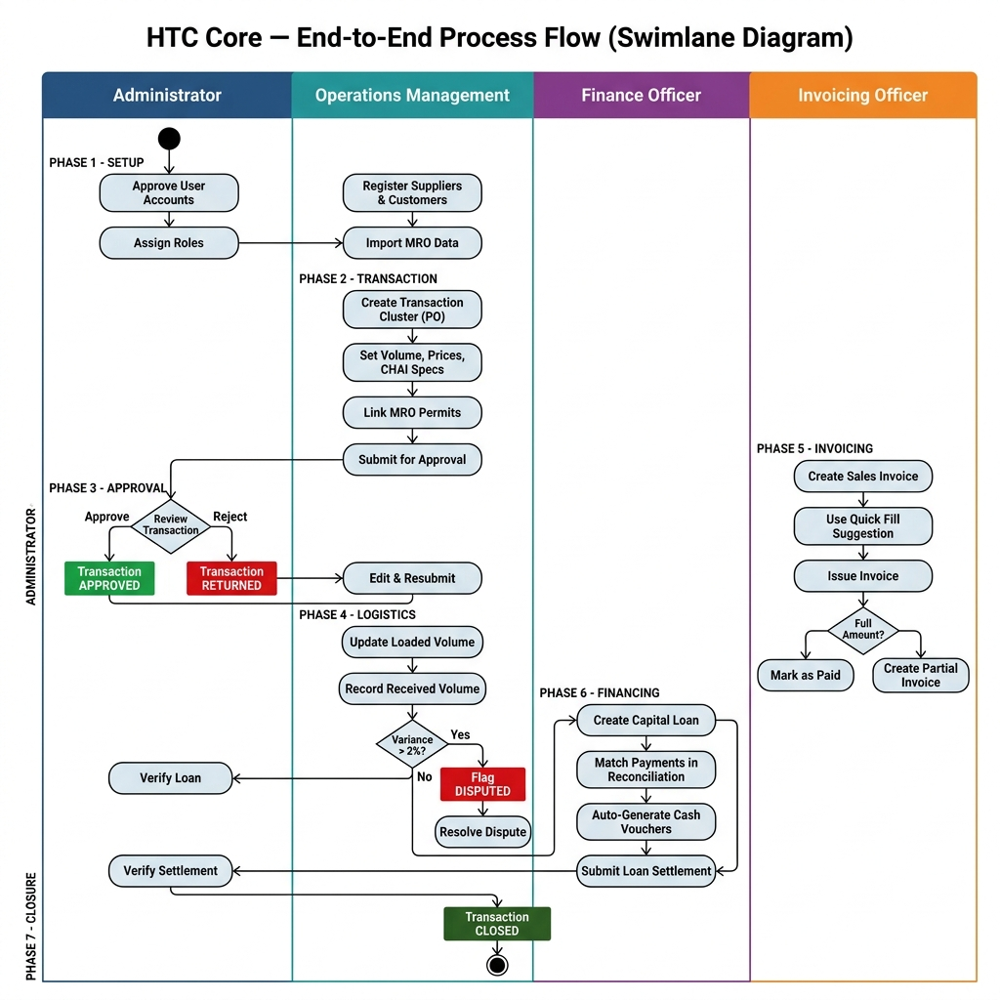 HTC Core — End-to-End Process Flow (Swimlane Diagram)
Administrator
Operations Management
Finance Officer
Invoicing Officer
PHASE 1 - SETUP
Approve User
Accounts
Assign Roles
Register Suppliers
& Customers
Import MRO Data
PHASE 2 - TRANSACTION
Create Transaction
Cluster (PO)
Set Volume, Prices,
CHAI Specs
Link MRO Permits
Submit for Approval
PHASE 3 - APPROVAL
Approve
Review
Transaction
Reject
Transaction
APPROVED
Transaction
RETURNED
Edit & Resubmit
ADMINISTRATOR
PHASE 4 - LOGISTICS
Update Loaded Volume
Record Received Volume
Variance
> 2%?
Yes
No
Flag
DISPUTED
Resolve Dispute
Verify Loan
PHASE 5 - INVOICING
Create Sales Invoice
Use Quick Fill
Suggestion
Issue Invoice
Full
Amount?
Mark as Paid
Create Partial
Invoice
PHASE 6 - FINANCING
Create Capital Loan
Match Payments in
Reconciliation
Auto-Generate Cash
Vouchers
Submit Loan Settlement
Verify Settlement
PHASE 7 - CLOSURE
Transaction
CLOSED